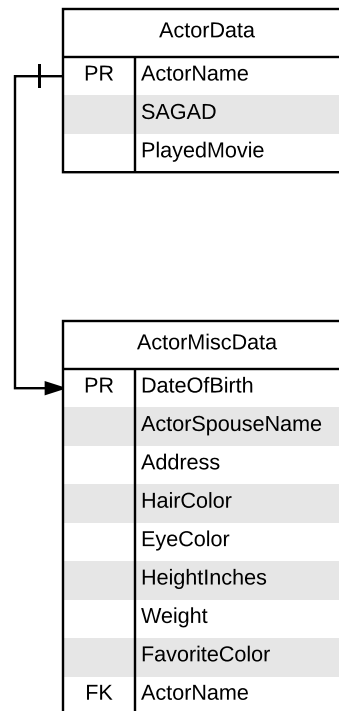 ActorData
PR ActorName
SAGAD
PlayedMovie
ActorMiscData
PR DateOfBirth
ActorSpouseName
Address
HairColor
EyeColor
HeightInches
Weight
FavoriteColor
FK ActorName